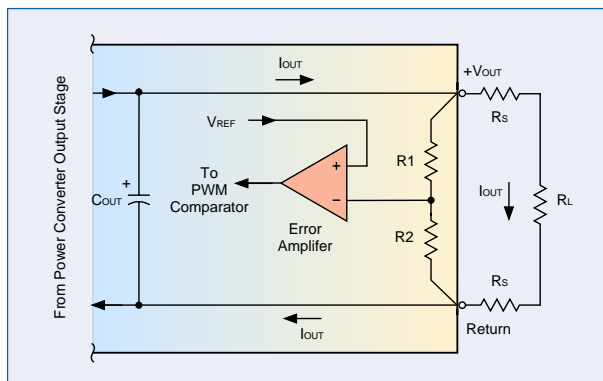 From Power Converter Output Stage
IOUT
+VOUT
RS
VREF
R1
+
To
PWM
Comparator
+
COUT
−
IOUT
RL
Error
Amplifer
R2
RS
IOUT
Return